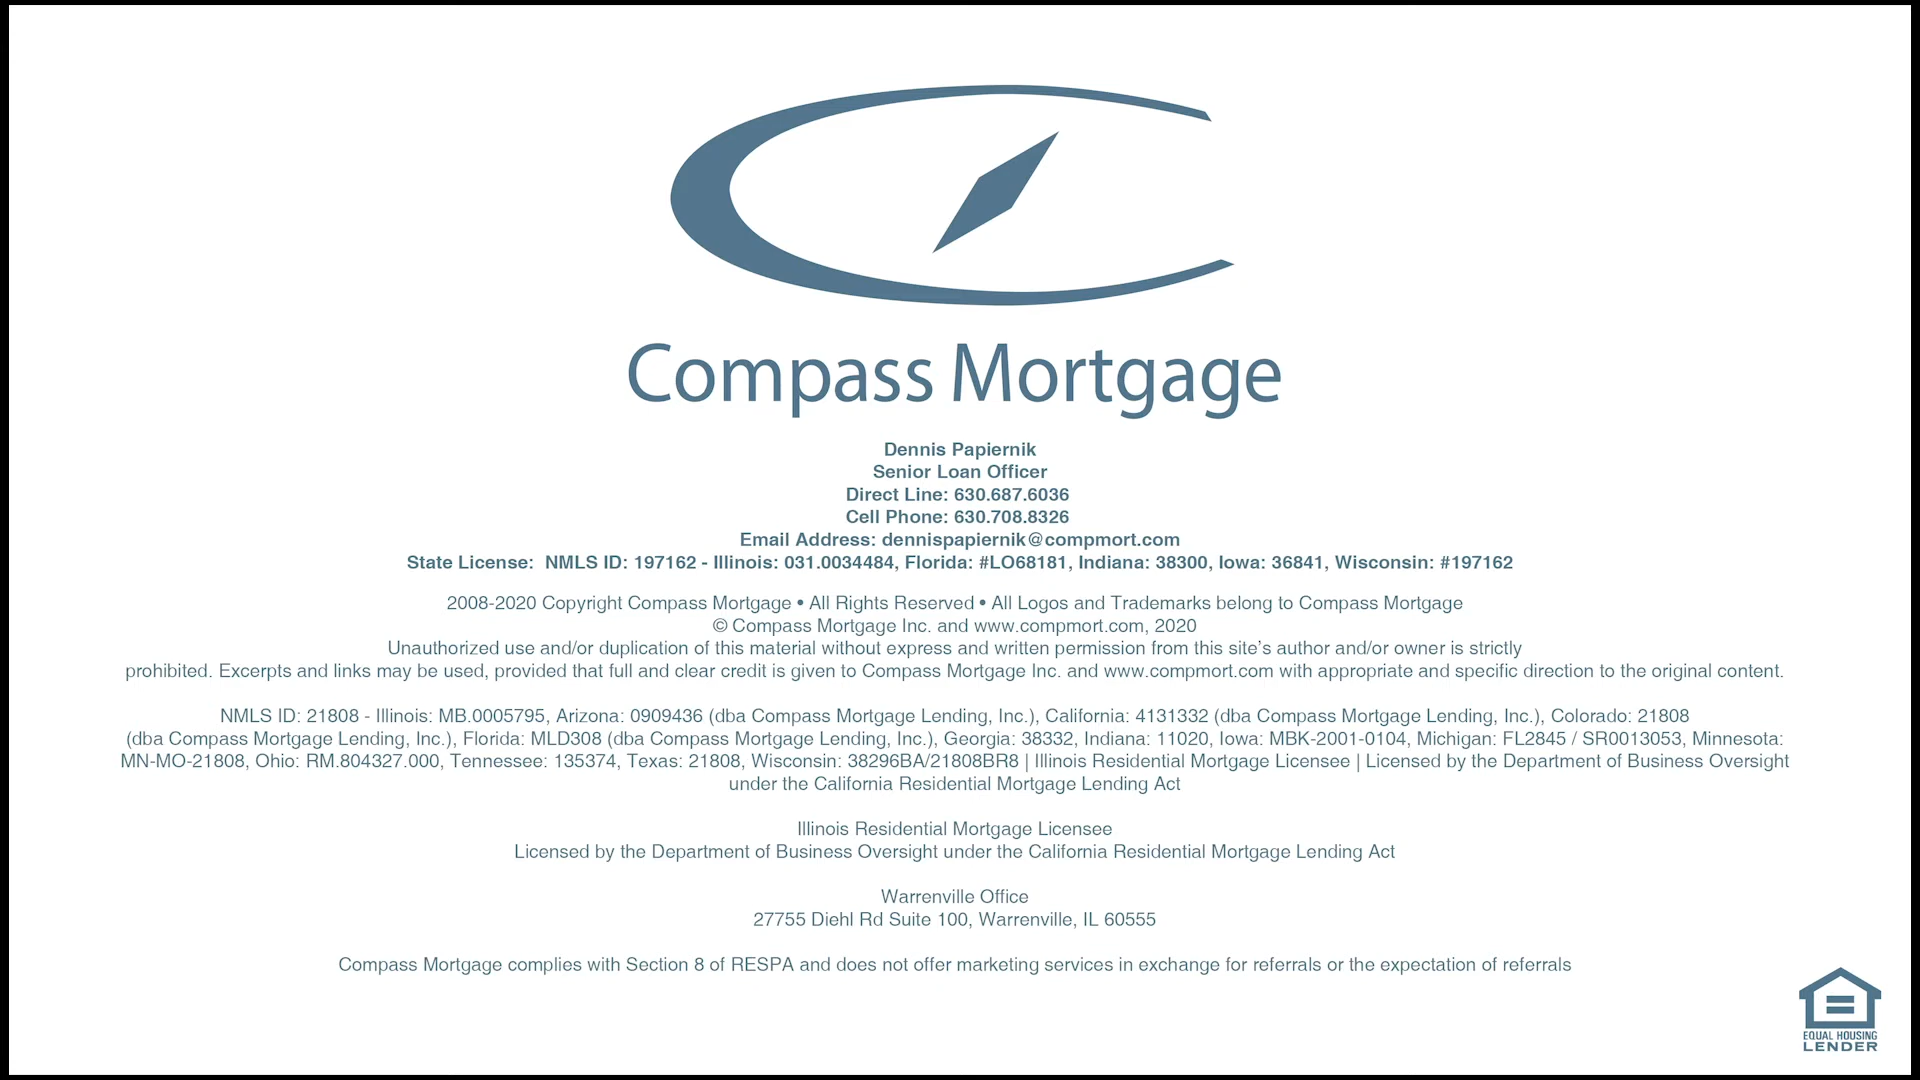 Compass Mortgage
Dennis Papiernik
Senior Loan Officer
Direct Line: 630.687.6036
Cell Phone: 630.708.8326
Email Address: dennispapiernik@compmort.com
State License:  NMLS ID: 197162 - Illinois: 031.0034484, Florida: #LO68181, Indiana: 38300, Iowa: 36841, Wisconsin: #197162
2008-2020 Copyright Compass Mortgage • All Rights Reserved • All Logos and Trademarks belong to Compass Mortgage
© Compass Mortgage Inc. and www.compmort.com, 2020
Unauthorized use and/or duplication of this material without express and written permission from this site’s author and/or owner is strictly
prohibited. Excerpts and links may be used, provided that full and clear credit is given to Compass Mortgage Inc. and www.compmort.com with appropriate and specific direction to the original content.
NMLS ID: 21808 - Illinois: MB.0005795, Arizona: 0909436 (dba Compass Mortgage Lending, Inc.), California: 4131332 (dba Compass Mortgage Lending, Inc.), Colorado: 21808
(dba Compass Mortgage Lending, Inc.), Florida: MLD308 (dba Compass Mortgage Lending, Inc.), Georgia: 38332, Indiana: 11020, Iowa: MBK-2001-0104, Michigan: FL2845 / SR0013053, Minnesota:
MN-MO-21808, Ohio: RM.804327.000, Tennessee: 135374, Texas: 21808, Wisconsin: 38296BA/21808BR8 | Illinois Residential Mortgage Licensee | Licensed by the Department of Business Oversight
under the California Residential Mortgage Lending Act
Illinois Residential Mortgage Licensee
Licensed by the Department of Business Oversight under the California Residential Mortgage Lending Act
Warrenville Office
27755 Diehl Rd Suite 100, Warrenville, IL 60555
Compass Mortgage complies with Section 8 of RESPA and does not offer marketing services in exchange for referrals or the expectation of referrals
EQUAL HOUSING
LENDER